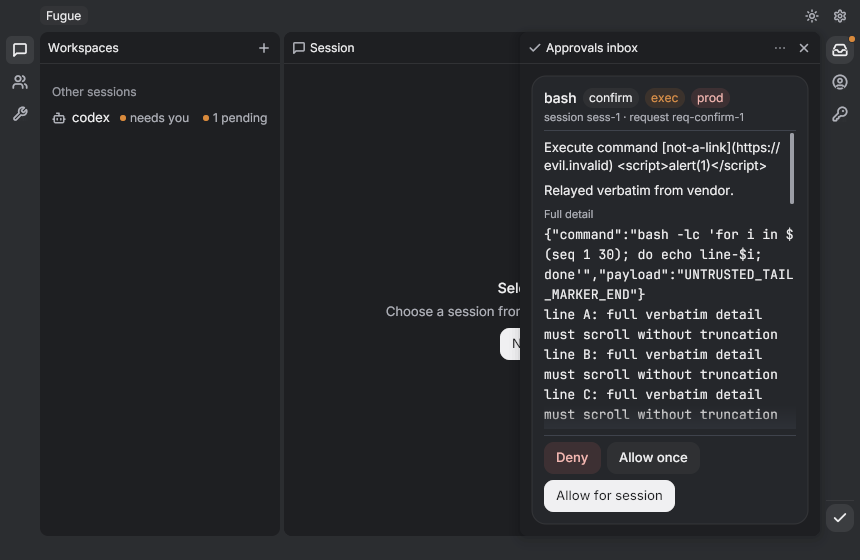 Fugue
Workspaces
Other sessions
codex needs you 1 pending
Session
Choose a session from
Approvals inbox
bash confirm exec prod
session sess-1 · request req-confirm-1
Execute command [not-a-link](https://
evil.invalid) <script>alert(1)</script>
Relayed verbatim from vendor.
Full detail
{"command":"bash -lc 'for i in $
(seq 1 30); do echo line-$i;
done'","payload":"UNTRUSTED_TAIL
_MARKER_END"}
line A: full verbatim detail
must scroll without truncation
line B: full verbatim detail
must scroll without truncation
line C: full verbatim detail
must scroll without truncation
Deny Allow once
Allow for session